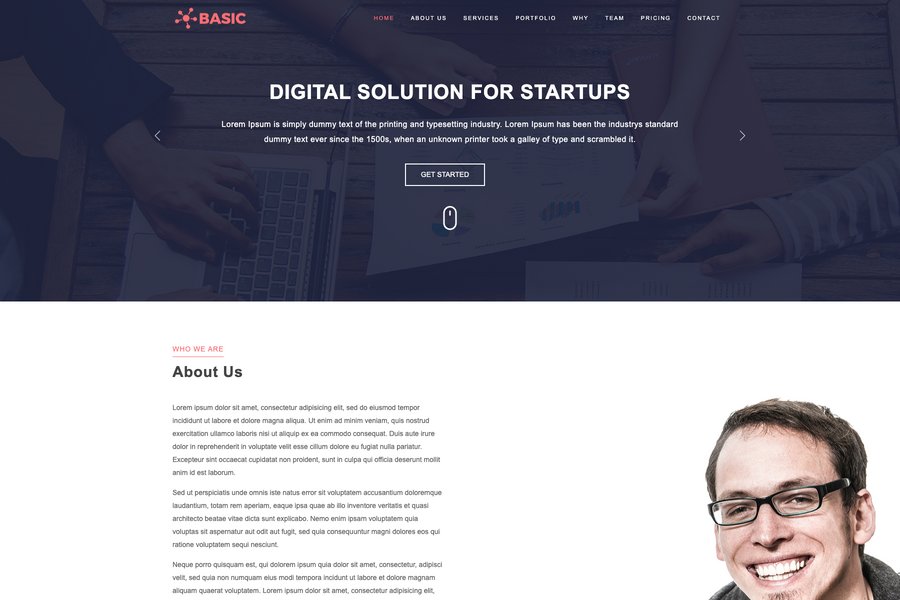 BASIC
HOME ABOUT US SERVICES PORTFOLIO WHY TEAM PRICING CONTACT
DIGITAL SOLUTION FOR STARTUPS
Lorem Ipsum is simply dummy text of the printing and typesetting industry. Lorem Ipsum has been the industrys standard
dummy text ever since the 1500s, when an unknown printer took a galley of type and scrambled it.
GET STARTED
WHO WE ARE
About Us
Lorem ipsum dolor sit amet, consectetur adipisicing elit, sed do eiusmod tempor
incididunt ut labore et dolore magna aliqua. Ut enim ad minim veniam, quis nostrud
exercitation ullamco laboris nisi ut aliquip ex ea commodo consequat. Duis aute irure
dolor in reprehenderit in voluptate velit esse cillum dolore eu fugiat nulla pariatur.
Excepteur sint occaecat cupidatat non proident, sunt in culpa qui officia deserunt mollit
anim id est laborum.
Sed ut perspiciatis unde omnis iste natus error sit voluptatem accusantium doloremque
laudantium, totam rem aperiam, eaque ipsa quae ab illo inventore veritatis et quasi
architecto beatae vitae dicta sunt explicabo. Nemo enim ipsam voluptatem quia
voluptas sit aspernatur aut odit aut fugit, sed quia consequuntur magni dolores eos qui
ratione voluptatem sequi nesciunt.
Neque porro quisquam est, qui dolorem ipsum quia dolor sit amet, consectetur, adipisci
velit, sed quia non numquam eius modi tempora incidunt ut labore et dolore magnam
aliquam quaerat voluptatem. Lorem ipsum dolor sit amet, consectetur adipisicing elit,